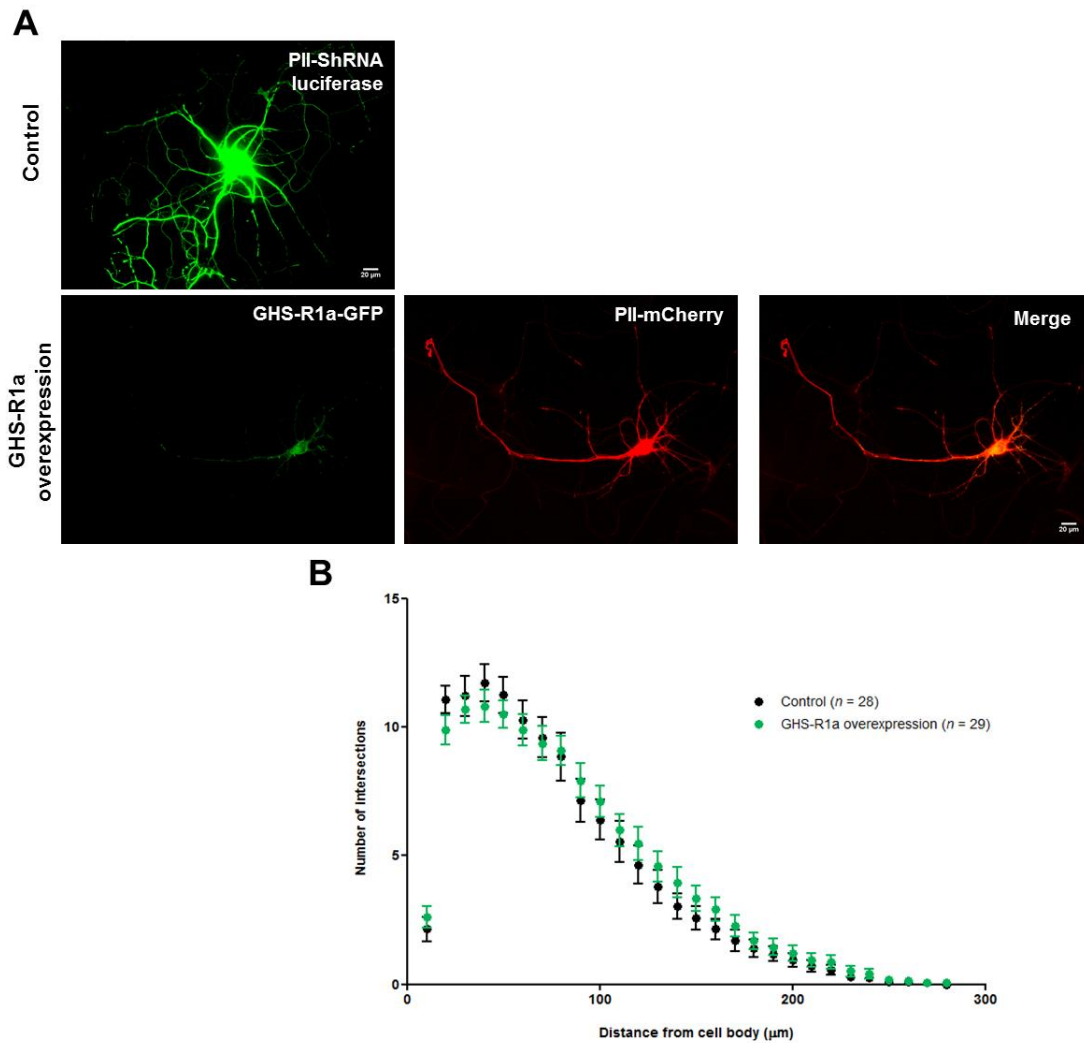 A
Control
PII-ShRNA
luciferase
20 µm
GHS-R1a
overexpression
GHS-R1a-GFP
PII-mCherry
Merge
20 µm
B
Number of Intersections
15
10
5
0
0
100
200
300
Distance from cell body (µm)
Control (n = 28)
GHS-R1a overexpression (n = 29)